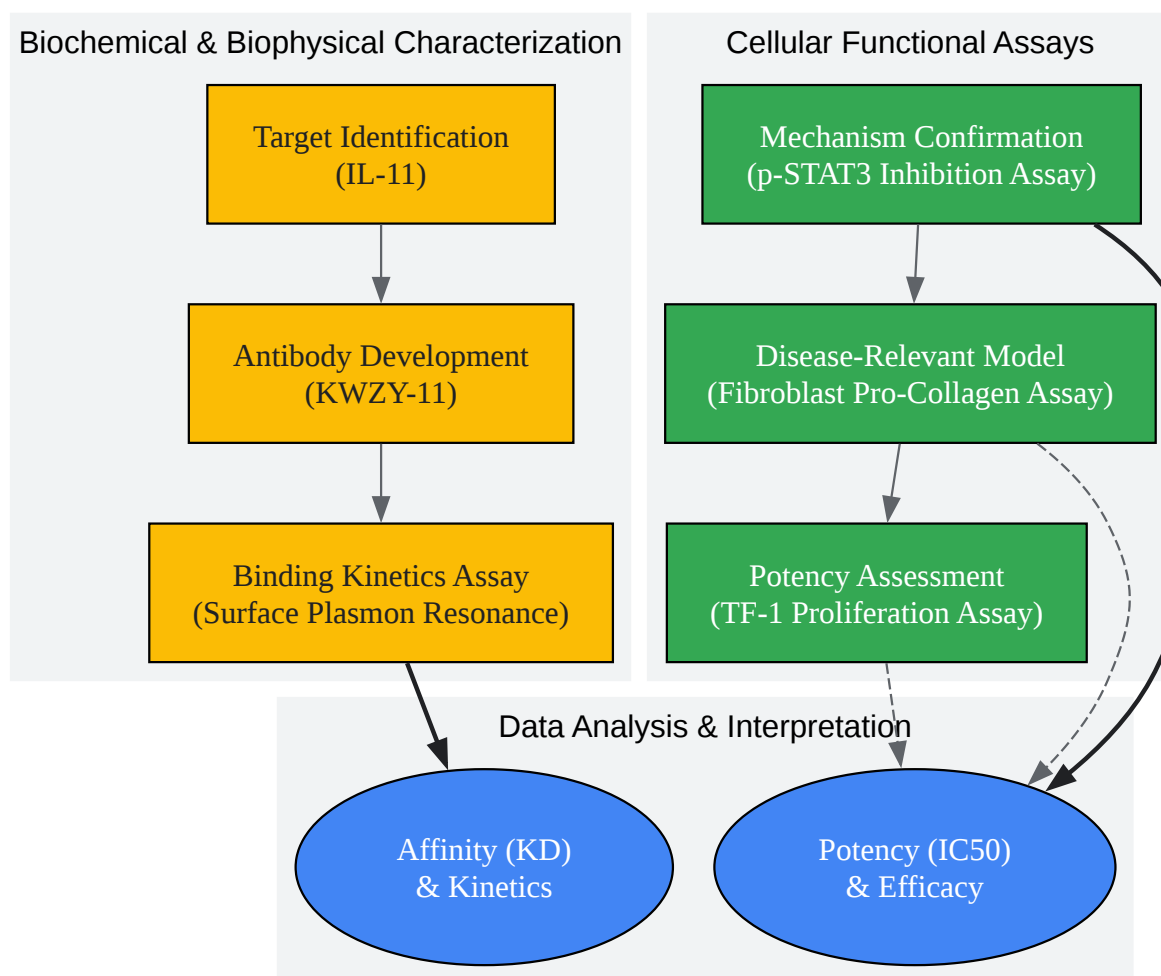 Biochemical & Biophysical Characterization
Target Identification
(IL-11)
Antibody Development
(KWZY-11)
Binding Kinetics Assay
(Surface Plasmon Resonance)
Cellular Functional Assays
Mechanism Confirmation
(p-STAT3 Inhibition Assay)
Disease-Relevant Model
(Fibroblast Pro-Collagen Assay)
Potency Assessment
(TF-1 Proliferation Assay)
Data Analysis & Interpretation
Affinity (KD)
& Kinetics
Potency (IC50)
& Efficacy